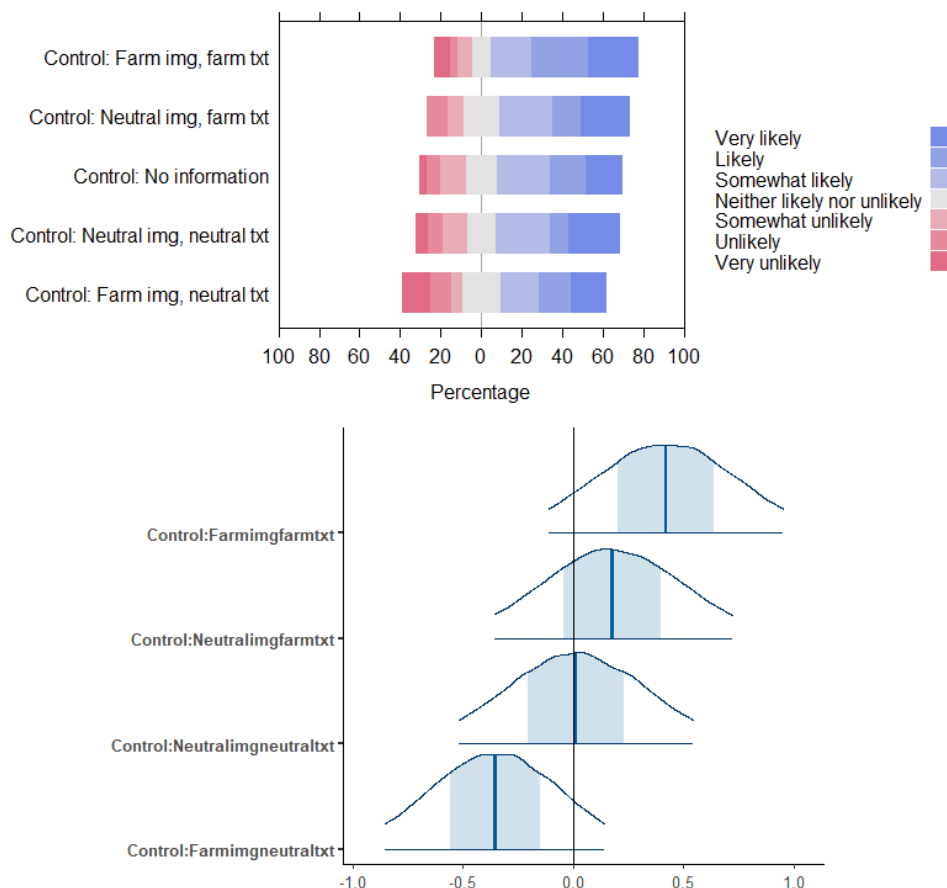 Control: Farm img, farm txt
Control: Neutral img, farm txt
Control: No information
Control: Neutral img, neutral txt
Control: Farm img, neutral txt
100 80 60 40 20 0 20 40 60 80 100
Percentage
Very likely
Likely
Somewhat likely
Neither likely nor unlikely
Somewhat unlikely
Unlikely
Very unlikely
Control:Farmimgfarmtxt
Control:Neutralimgfarmtxt
Control:Neutralimgneutraltxt
Control:Farmimgneutraltxt
-1.0 -0.5 0.0 0.5 1.0